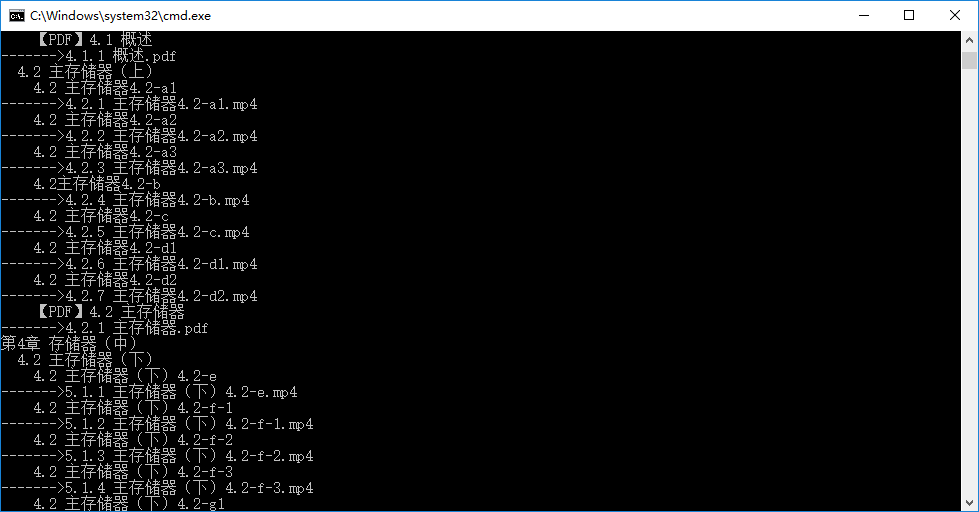 C:\Windows\system32\cmd.exe
【PDF】4.1 概述
------->4.1.1 概述.pdf
4.2 主存储器（上）
4.2 主存储器4.2-a1
------->4.2.1 主存储器4.2-a1.mp4
4.2 主存储器4.2-a2
------->4.2.2 主存储器4.2-a2.mp4
4.2 主存储器4.2-a3
------->4.2.3 主存储器4.2-a3.mp4
4.2主存储器4.2-b
------->4.2.4 主存储器4.2-b.mp4
4.2 主存储器4.2-c
------->4.2.5 主存储器4.2-c.mp4
4.2 主存储器4.2-d1
------->4.2.6 主存储器4.2-d1.mp4
4.2 主存储器4.2-d2
------->4.2.7 主存储器4.2-d2.mp4
【PDF】4.2 主存储器
------->4.2.1 主存储器.pdf
第4章 存储器（中）
4.2 主存储器（下）
4.2 主存储器（下）4.2-e
------->5.1.1 主存储器（下）4.2-e.mp4
4.2 主存储器（下）4.2-f-1
------->5.1.2 主存储器（下）4.2-f-1.mp4
4.2 主存储器（下）4.2-f-2
------->5.1.3 主存储器（下）4.2-f-2.mp4
4.2 主存储器（下）4.2-f-3
------->5.1.4 主存储器（下）4.2-f-3.mp4
4.2 主存储器（下）4.2-g1